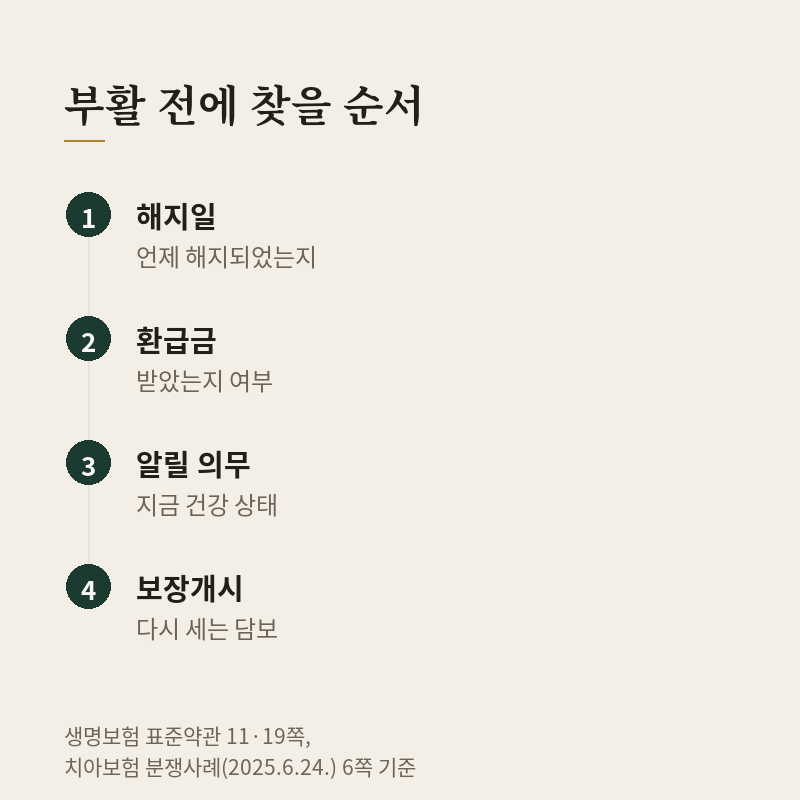 부활 전에 찾을 순서
1 해지일
언제 해지되었는지
2 환급금
받았는지 여부
3 알릴 의무
지금 건강 상태
4 보장개시
다시 세는 담보
생명보험 표준약관 11·19쪽,
치아보험 분쟁사례(2025.6.24.) 6쪽 기준